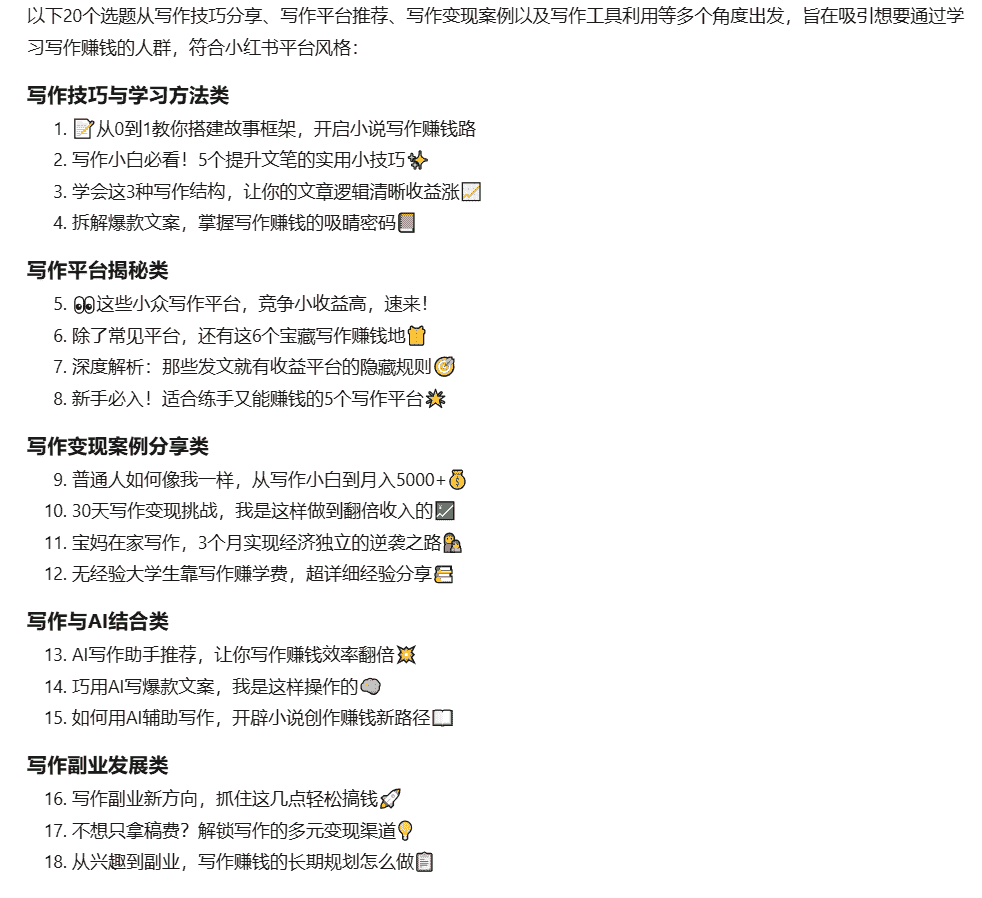 以下20个选题从写作技巧分享、写作平台推荐、写作变现案例以及写作工具利用等多个角度出发，旨在吸引想要通过学
习写作赚钱的人群，符合小红书平台风格：
写作技巧与学习方法类
1. 📝从0到1教你搭建故事框架，开启小说写作赚钱路
2. 写作小白必看！5个提升文笔的实用小技巧✨
3. 学会这3种写作结构，让你的文章逻辑清晰收益涨📈
4. 拆解爆款文案，掌握写作赚钱的吸睛密码📔
写作平台揭秘类
5. 👀这些小众写作平台，竞争小收益高，速来！
6. 除了常见平台，还有这6个宝藏写作赚钱地
7. 深度解析：那些发文就有收益平台的隐藏规则🎯
8. 新手必入！适合练手又能赚钱的5个写作平台🌟
写作变现案例分享类
9. 普通人如何像我一样，从写作小白到月入5000+💰
10. 30天写作变现挑战，我是这样做到翻倍收入的
11. 宝妈在家写作，3个月实现经济独立的逆袭之路
12. 无经验大学生靠写作赚学费，超详细经验分享📚
写作与AI结合类
13. AI写作助手推荐，让你写作赚钱效率翻倍💥
14. 巧用AI写爆款文案，我是这样操作的🧠
15. 如何用AI辅助写作，开辟小说创作赚钱新路径📖
写作副业发展类
16. 写作副业新方向，抓住这几点轻松搞钱🚀
17. 不想只拿稿费？解锁写作的多元变现渠道💡
18. 从兴趣到副业，写作赚钱的长期规划怎么做📋